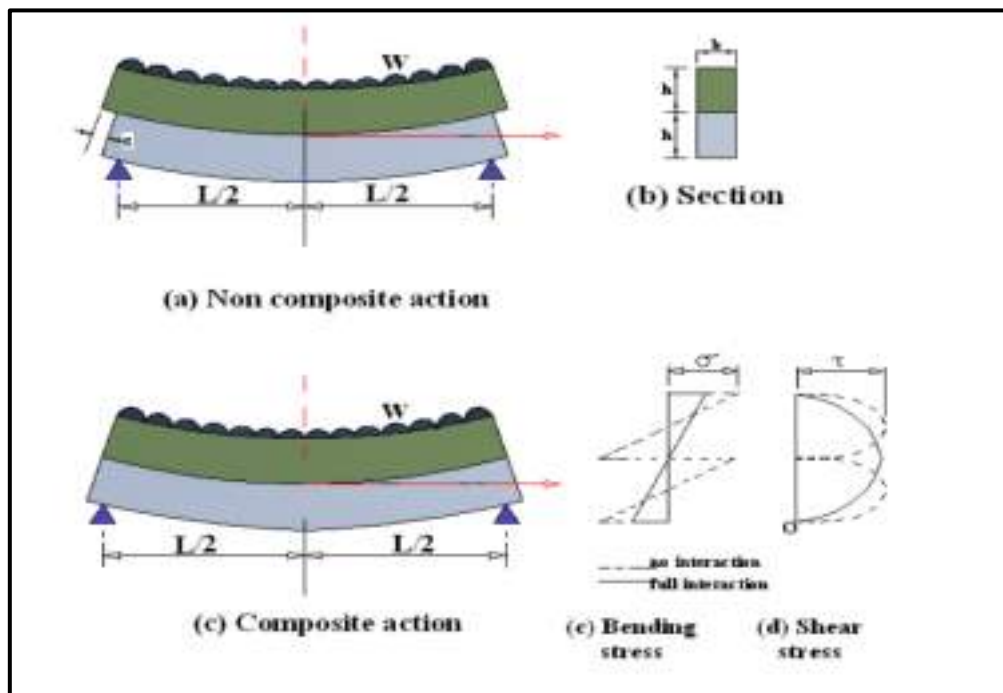 W
L/2
L/2
(a) Non composite action
b
h
h
(b) Section
W
L/2
L/2
(c) Composite action
σ
τ
no interaction
full interaction
(c) Bending
stress
(d) Shear
stress